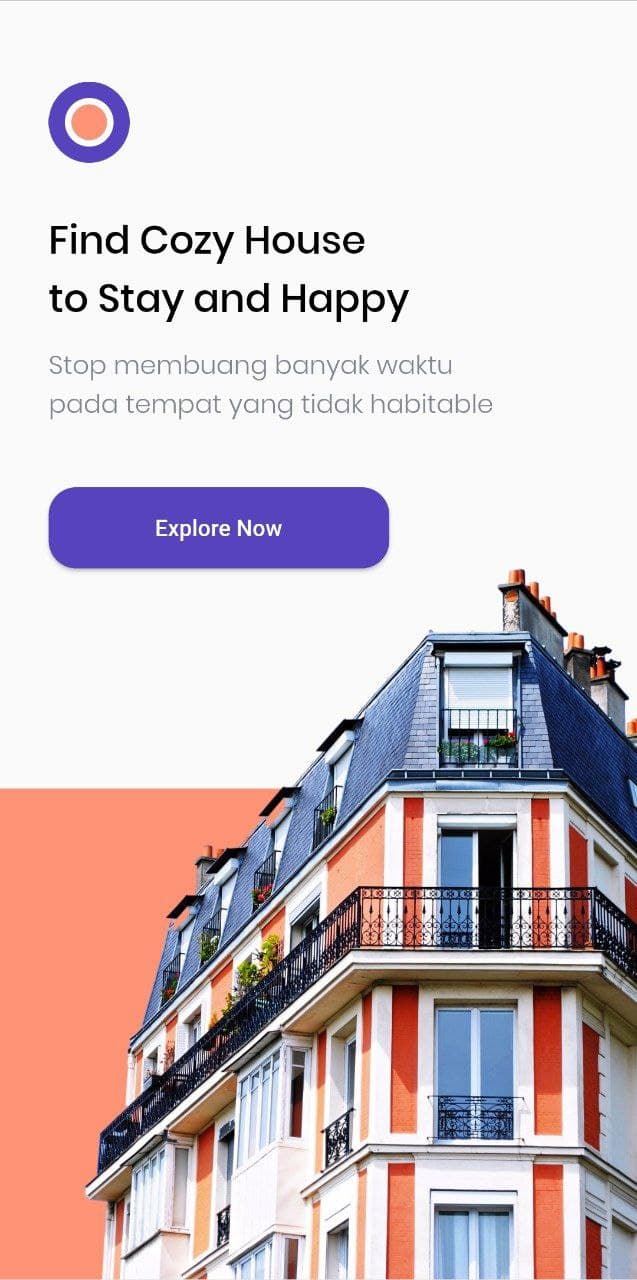 Find Cozy House
to Stay and Happy
Stop membuang banyak waktu
pada tempat yang tidak habitable
Explore Now